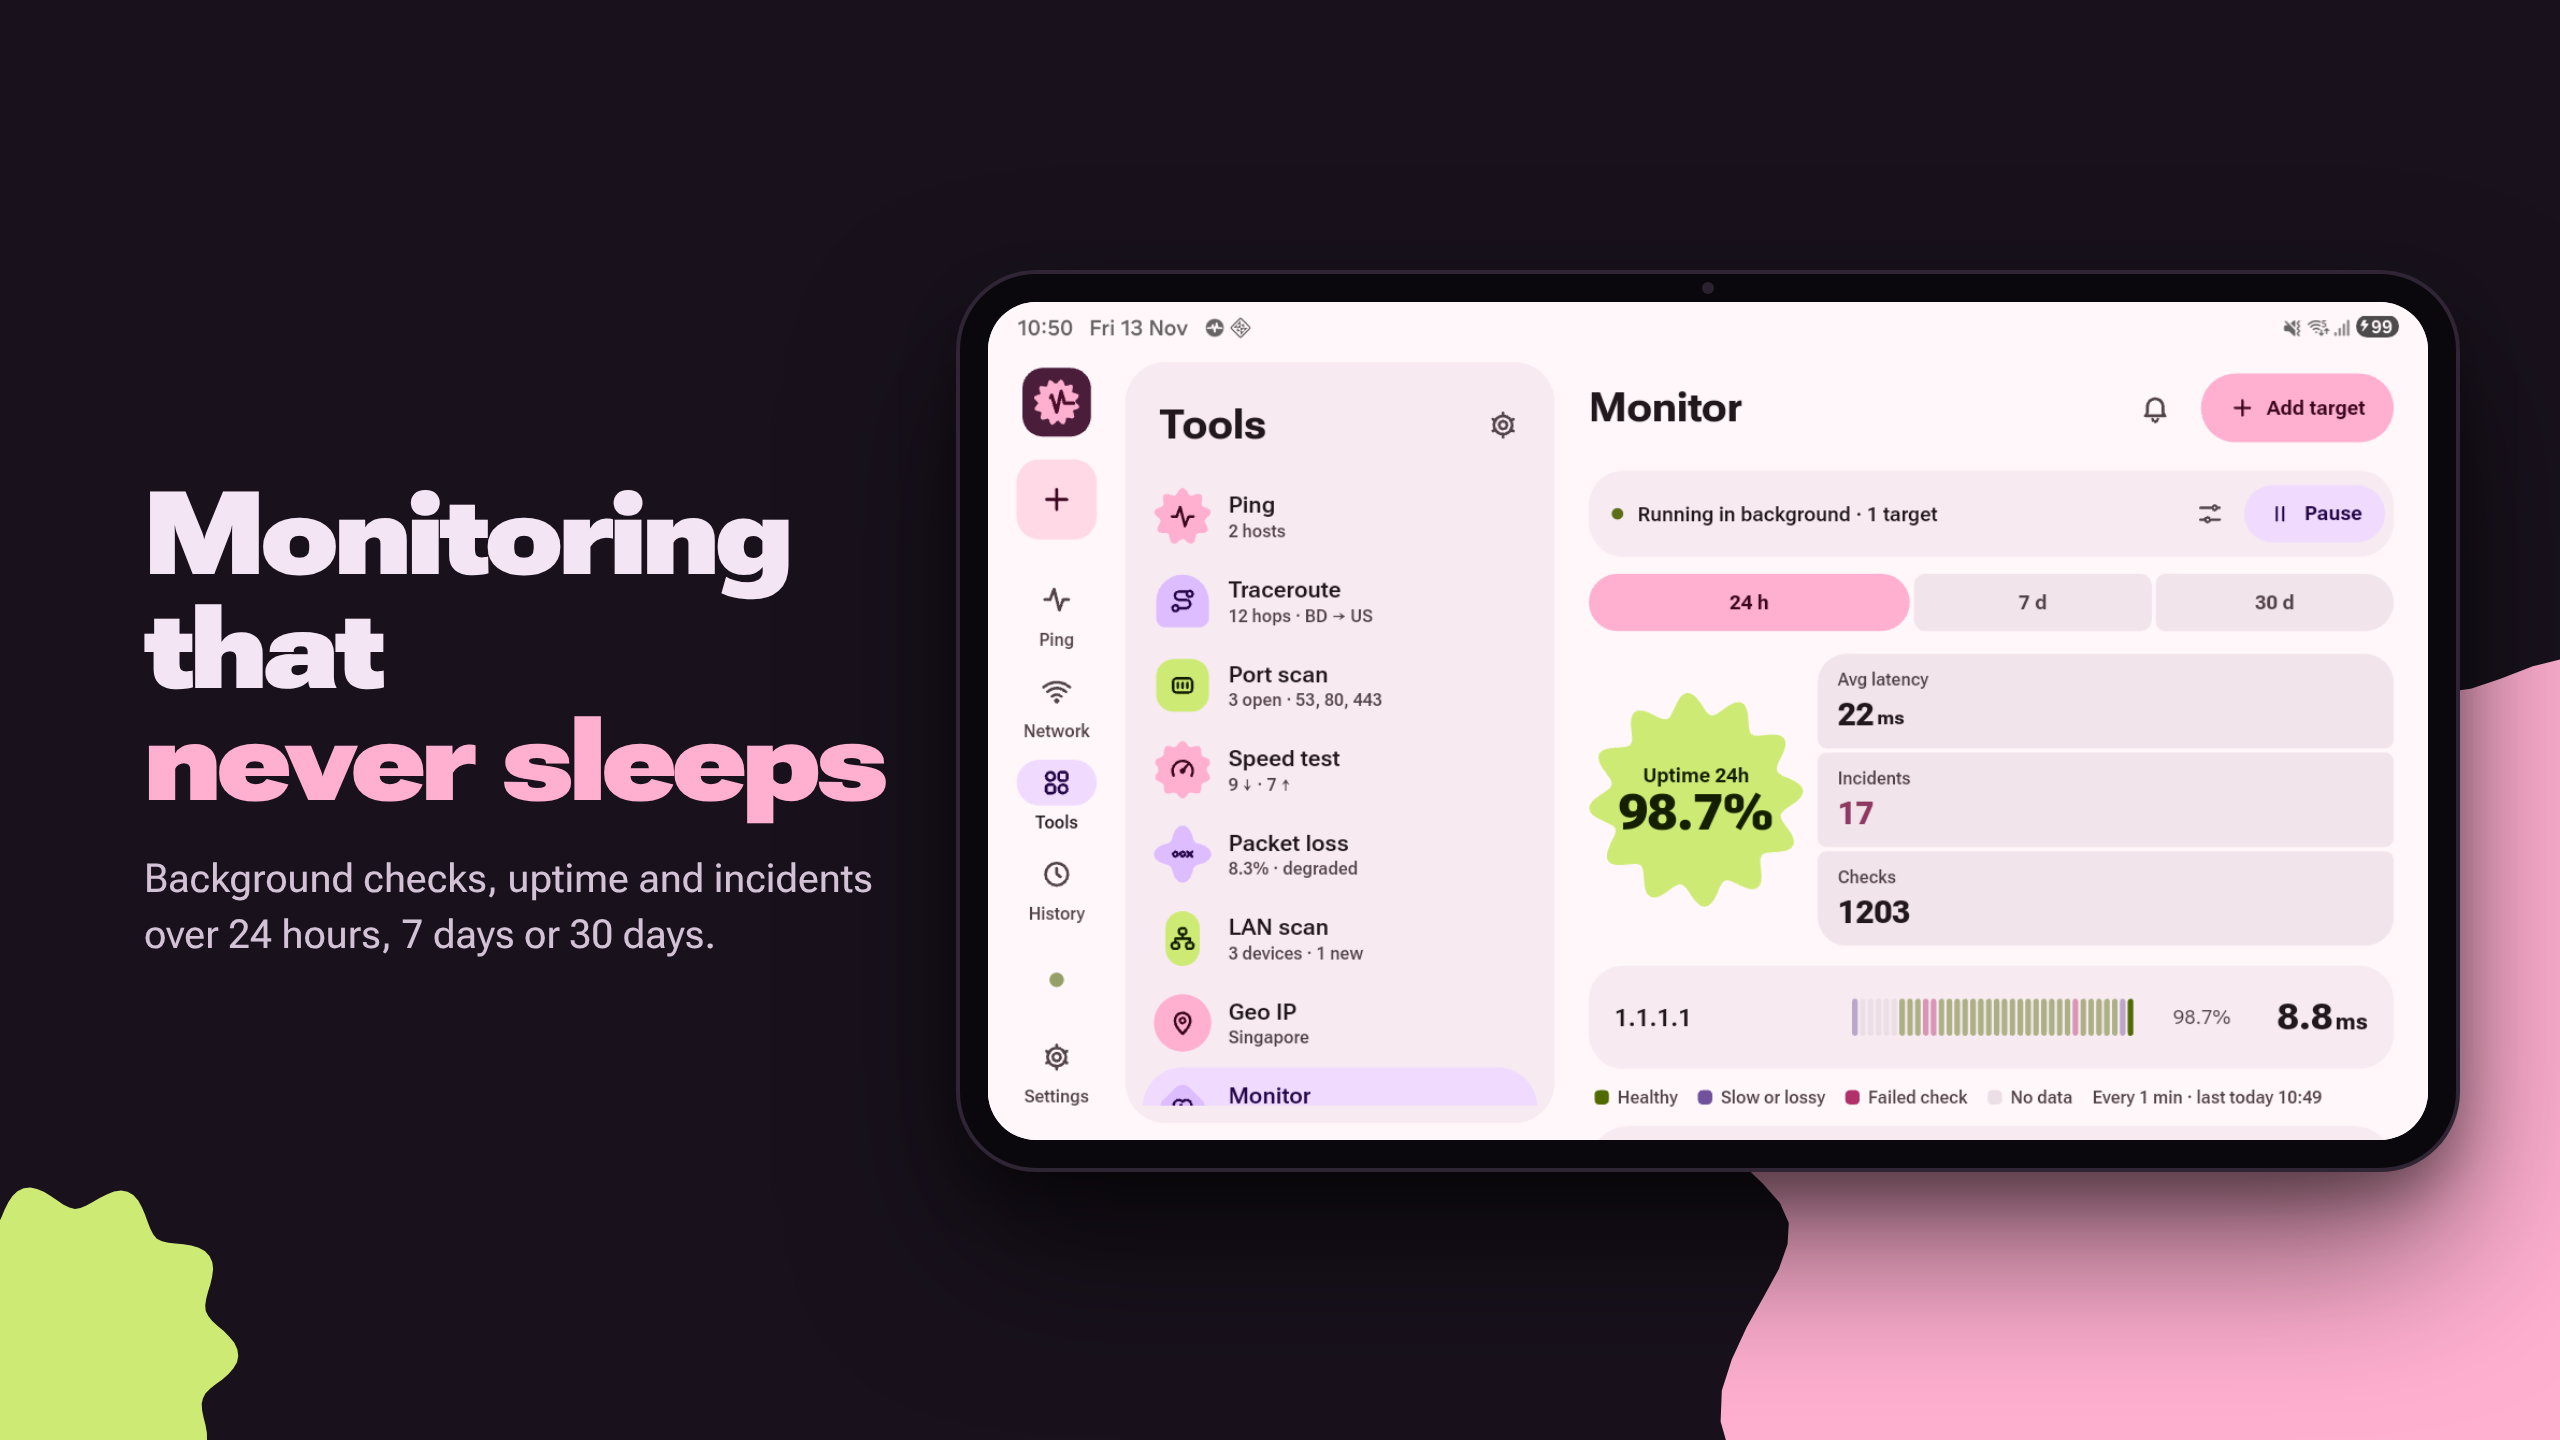 Monitoring
that
never sleeps
Background checks, uptime and incidents
over 24 hours, 7 days or 30 days.
10:50 Fri 13 Nov
99
Ping
Network
Tools
History
Settings
Tools
Ping
2 hosts
Traceroute
12 hops · BD → US
Port scan
3 open · 53, 80, 443
Speed test
9 ↓ · 7 ↑
Packet loss
8.3% · degraded
LAN scan
3 devices · 1 new
Geo IP
Singapore
Monitor
Monitor
+ Add target
Running in background · 1 target
Pause
24 h
7 d
30 d
Uptime 24h
98.7%
Avg latency
22 ms
Incidents
17
Checks
1203
1.1.1.1
98.7%
8.8 ms
Healthy
Slow or lossy
Failed check
No data
Every 1 min · last today 10:49